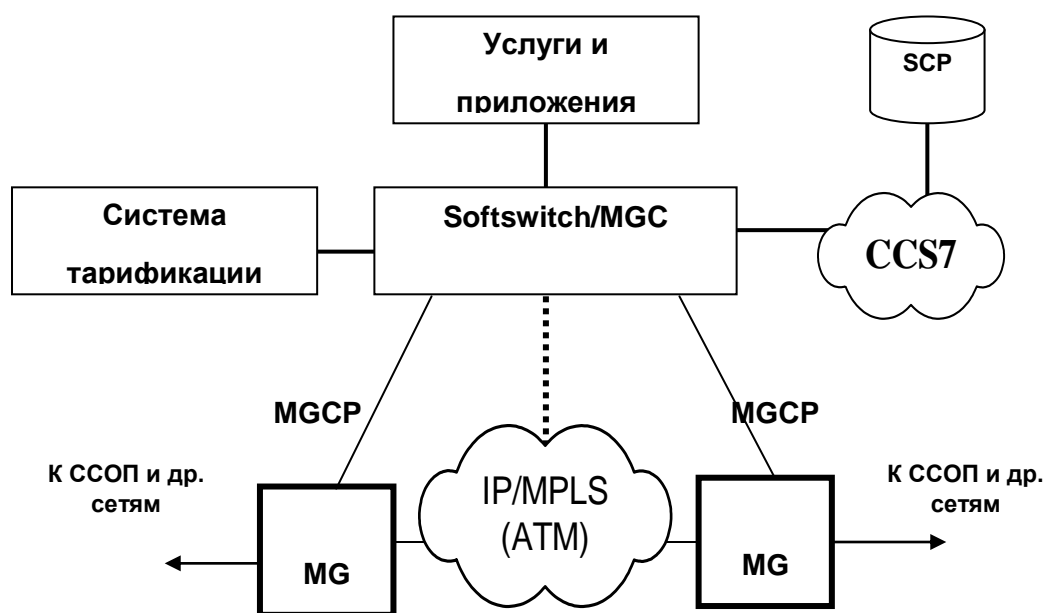 Услуги и
приложения
SCP
Система
тарификации
Softswitch/MGC
CCS7
MGCP
MGCP
К ССОП и др.
сетям
IP/MPLS
(ATM)
К ССОП и др.
сетям
MG
MG